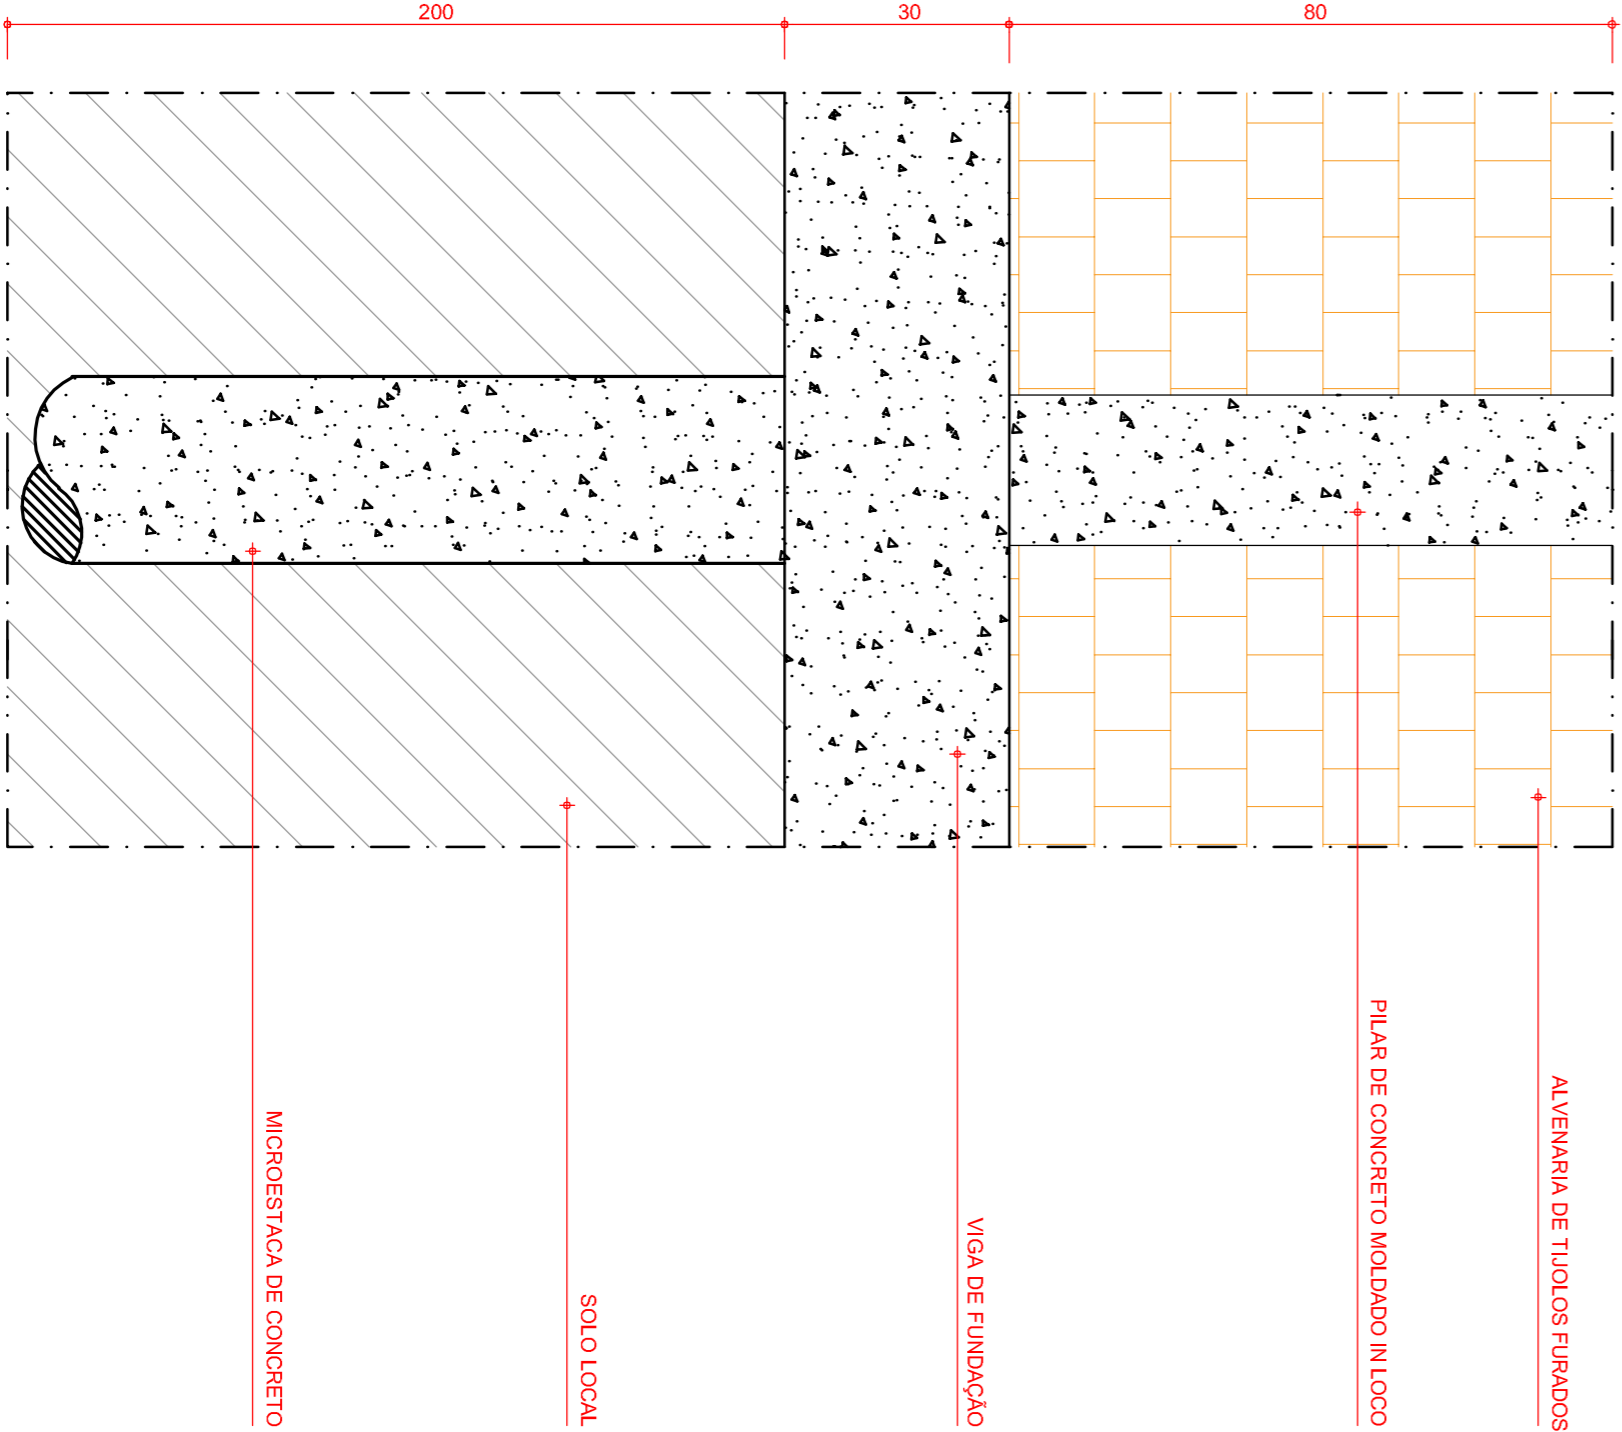 200
30
80
MICROESTACA DE CONCRETO
SOLO LOCAL
VIGA DE FUNDAÇÃO
PILAR DE CONCRETO MOLDADO IN LOCO
ALVENARIA DE TIJOLOS FURADOS